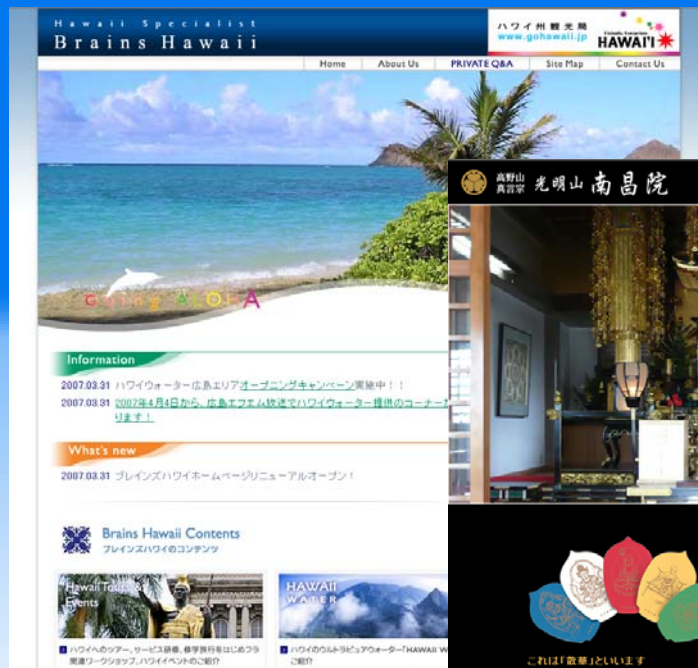 Hawaii Specialist
Brains Hawaii
ハワイ州観光局
www.gohawaii.jp
HAWAI'I
Home About Us PRIVATE Q&A Site Map Contact Us
高野山
真言宗
光明山 南昌院
Going ALOHA
Information
2007.03.31 ハワイウォーター広島エリアオープニングキャンペーン実施中！！
2007.03.31 2007年4月4日から、広島エフエム放送でハワイウォーター提供のコーナーが
ります！
What's new
2007.03.31 ブレインズハワイホームページリニューアルオープン！
Brains Hawaii Contents
ブレインズハワイのコンテンツ
Hawaii Tours &
Events
HAWAII
WATER
ハワイへのツアー、サービス研修、修学旅行をはじめフラ
関連ワークショップ、ハワイイベントのご紹介
ハワイのウルトラピュアウォーター「HAWAII W
ご紹介
これは「散華」といいます